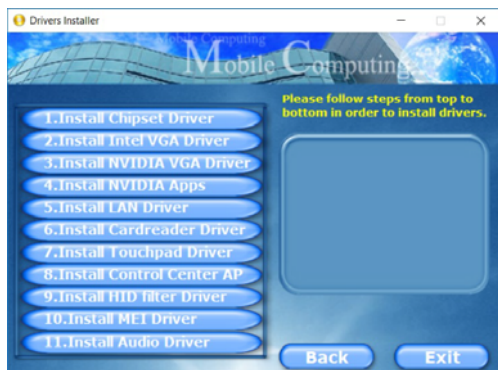 Drivers Installer
Mobile Computing
Mobile Computing
Please follow steps from top to
bottom in order to install drivers.
1.Install Chipset Driver
2.Install Intel VGA Driver
3.Install NVIDIA VGA Driver
4.Install NVIDIA Apps
5.Install LAN Driver
6.Install Cardreader Driver
7.Install Touchpad Driver
8.Install Control Center AP
9.Install HID filter Driver
10.Install MEI Driver
11.Install Audio Driver
Back
Exit